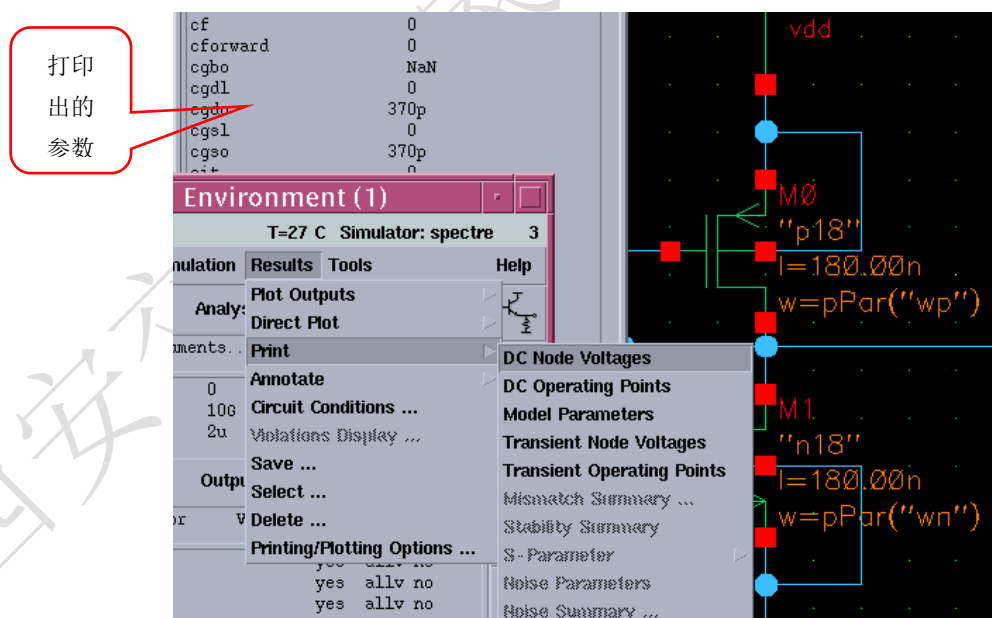 打印
出的
参数
cf 0
cforward 0
cgbo NaN
cgdl 0
cgdo 370p
cgsl 0
cgso 370p
Environment (1)
T=27 C Simulator: spectre 3
Results Tools Help
Plot Outputs
Direct Plot
Print
Annotate
Circuit Conditions ...
Violations Display ...
Save ...
Select ...
Delete ...
Printing/Plotting Options ...
0
10G
2u
yes allv no
yes allv no
DC Node Voltages
DC Operating Points
Model Parameters
Transient Node Voltages
Transient Operating Points
Mismatch Summary ...
Stability Summary
S-Parameter
Noise Parameters
Noise Summary ...
vdd
M0
"p18"
l=180.00n
w=pPar("wp")
M1
"n18"
l=180.00n
w=pPar("wn")
西安